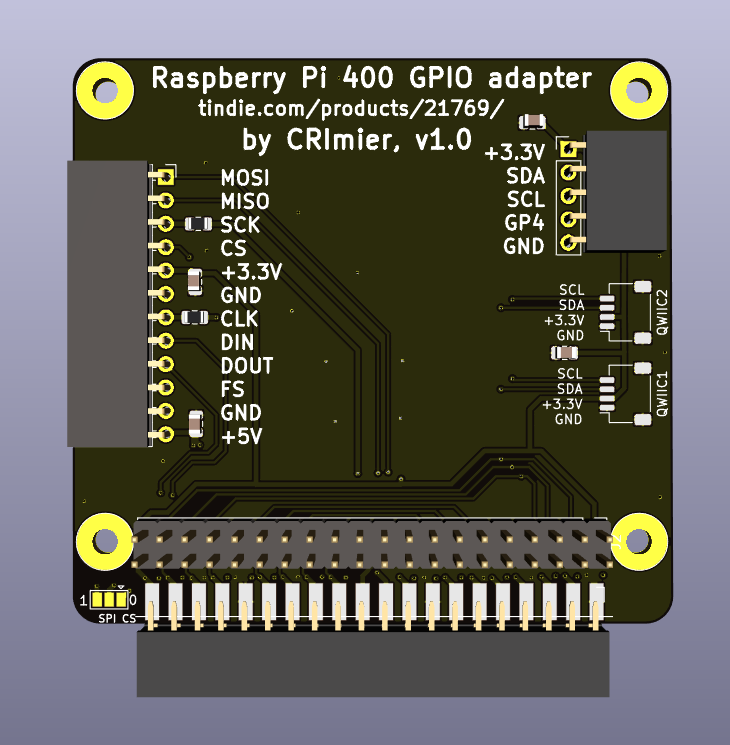 Raspberry Pi 400 GPIO adapter
tindie.com/products/21769/
by CRImier, v1.0
MOSI
MISO
SCK
CS
+3.3V
GND
CLK
DIN
DOUT
FS
GND
+5V
+3.3V
SDA
SCL
GP4
GND
SCL
SDA
+3.3V
GND
QWIIC2
SCL
SDA
+3.3V
GND
QWIIC1
1 0
SPI CS